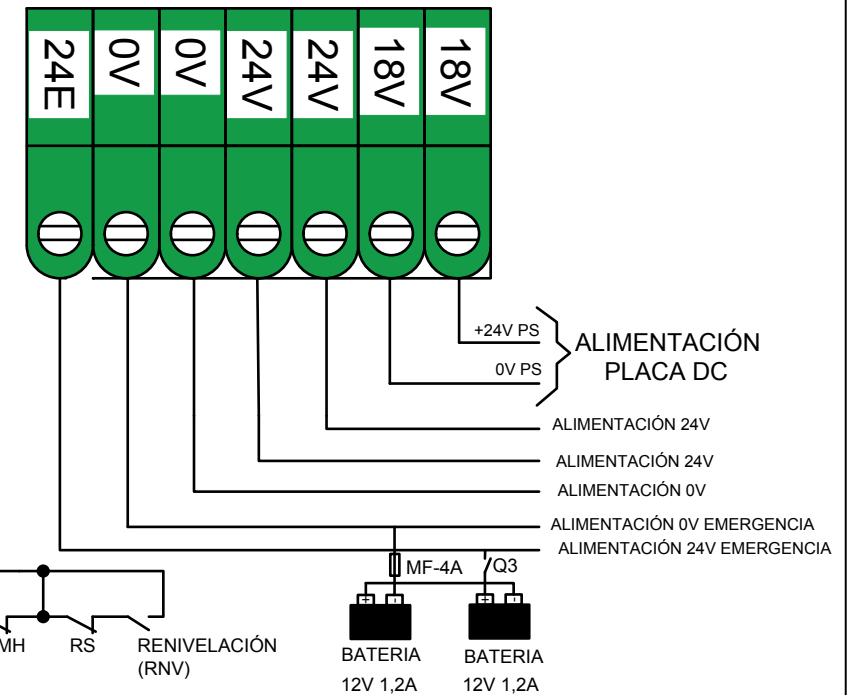 24E
0V
0V
24V
24V
18V
18V
+24V PS
0V PS
ALIMENTACIÓN
PLACA DC
ALIMENTACIÓN 24V
ALIMENTACIÓN 24V
ALIMENTACIÓN 0V
ALIMENTACIÓN 0V EMERGENCIA
ALIMENTACIÓN 24V EMERGENCIA
MF-4A
Q3
+ -
+ -
MH
RS
RENIVELACIÓN
(RNV)
BATERIA
12V 1,2A
BATERIA
12V 1,2A